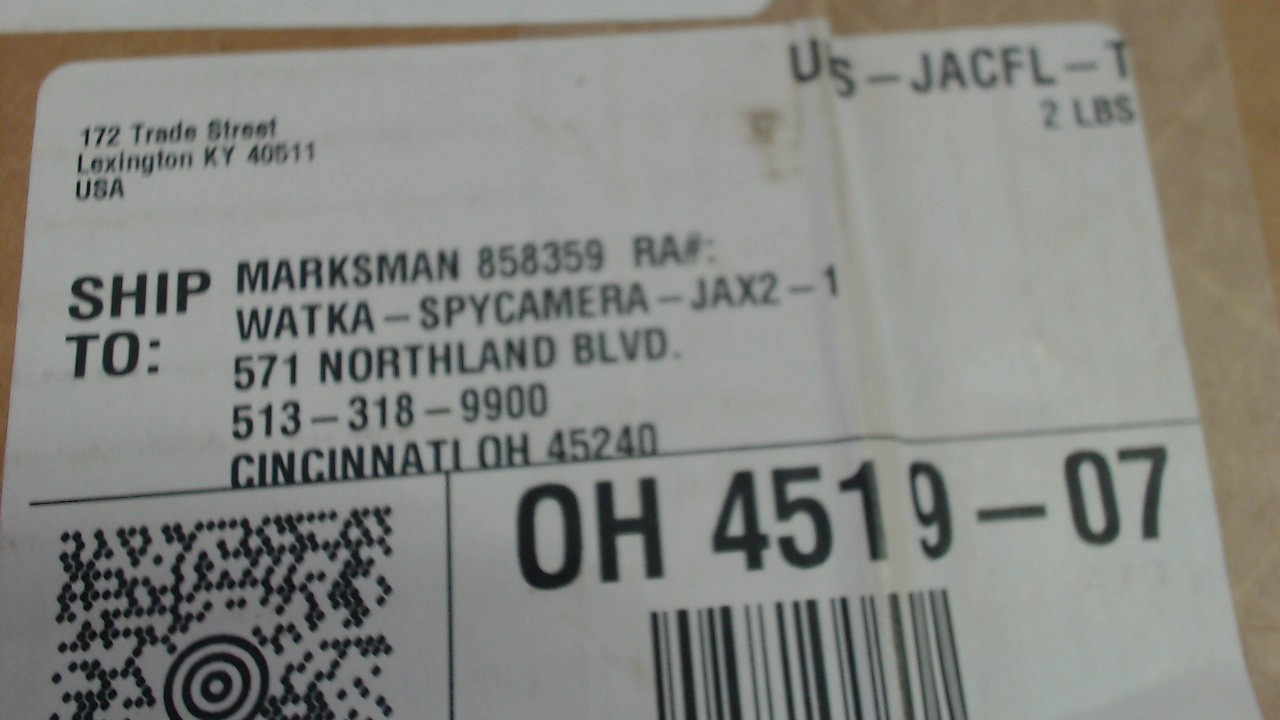 US-JACFL-T
2 LBS
172 Trade Street
Lexington KY 40511
USA
SHIP TO:
MARKSMAN 858359 RA#:
WATKA-SPYCAMERA-JAX2-1
571 NORTHLAND BLVD.
513-318-9900
CINCINNATI OH 45240
OH 4519-07